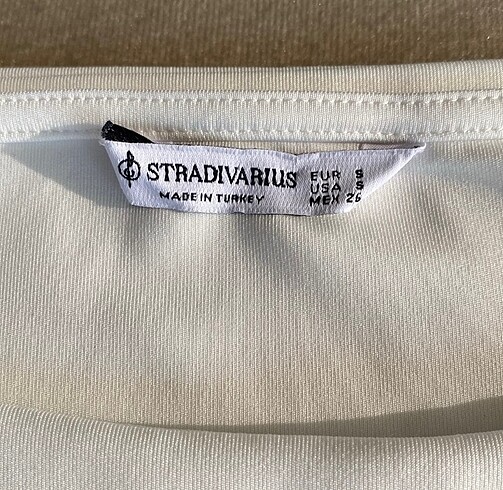 STRADIVARIUS
MADE IN TURKEY
EUR S
USA S
MEX 26